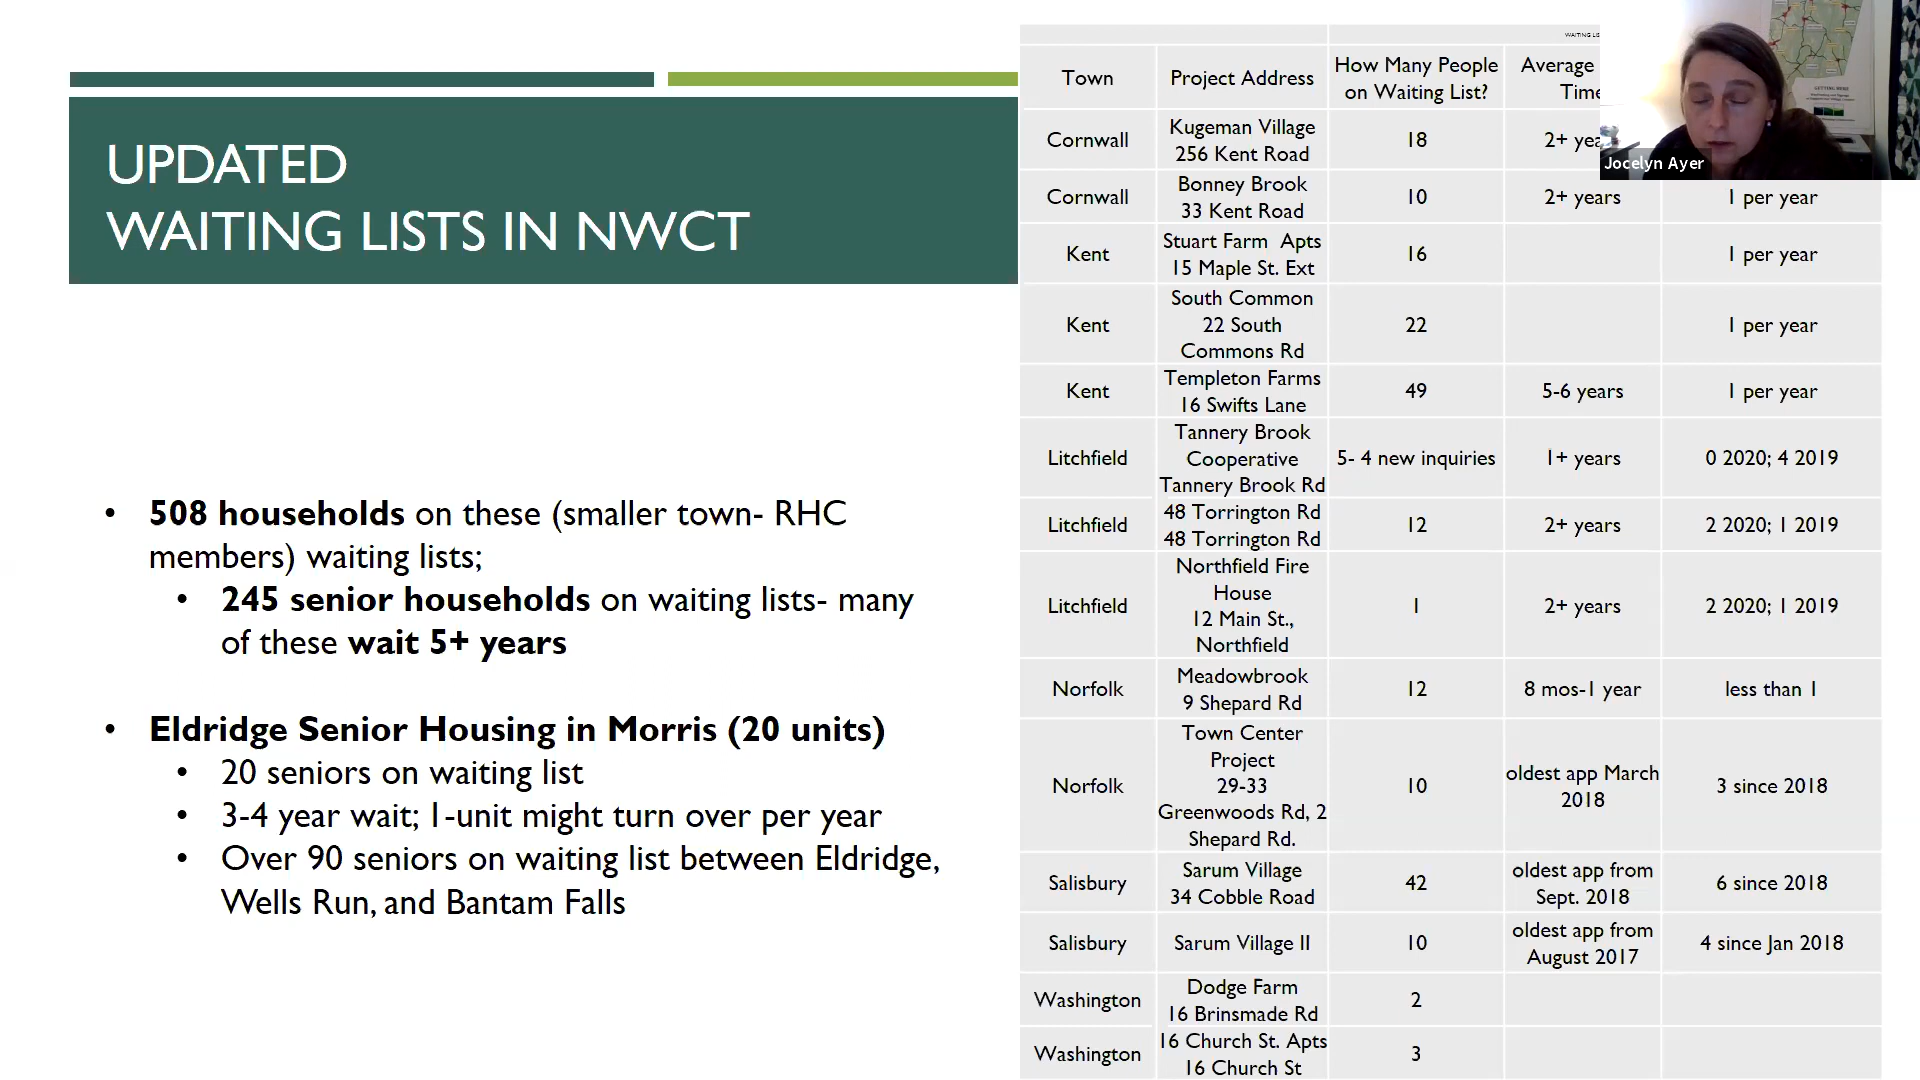 UPDATED
WAITING LISTS IN NWCT
• 508 households on these (smaller town- RHC
members) waiting lists;
• 245 senior households on waiting lists- many
of these wait 5+ years
• Eldridge Senior Housing in Morris (20 units)
• 20 seniors on waiting list
• 3-4 year wait; 1-unit might turn over per year
• Over 90 seniors on waiting list between Eldridge,
Wells Run, and Bantam Falls
WAITING LIS
Town
Project Address
How Many People
on Waiting List?
Average
Time
Cornwall
Kugeman Village
256 Kent Road
18
2+ yea
Cornwall
Bonney Brook
33 Kent Road
10
2+ years
1 per year
Kent
Stuart Farm Apts
15 Maple St. Ext
16
1 per year
Kent
South Common
22 South
Commons Rd
22
1 per year
Kent
Templeton Farms
16 Swifts Lane
49
5-6 years
1 per year
Litchfield
Tannery Brook
Cooperative
Tannery Brook Rd
5- 4 new inquiries
1+ years
0 2020; 4 2019
Litchfield
48 Torrington Rd
48 Torrington Rd
12
2+ years
2 2020; 1 2019
Litchfield
Northfield Fire
House
12 Main St.,
Northfield
1
2+ years
2 2020; 1 2019
Norfolk
Meadowbrook
9 Shepard Rd
12
8 mos-1 year
less than 1
Norfolk
Town Center
Project
29-33
Greenwoods Rd, 2
Shepard Rd.
10
oldest app March
2018
3 since 2018
Salisbury
Sarum Village
34 Cobble Road
42
oldest app from
Sept. 2018
6 since 2018
Salisbury
Sarum Village II
10
oldest app from
August 2017
4 since Jan 2018
Washington
Dodge Farm
16 Brinsmade Rd
2
Washington
16 Church St. Apts
16 Church St
3
Jocelyn Ayer